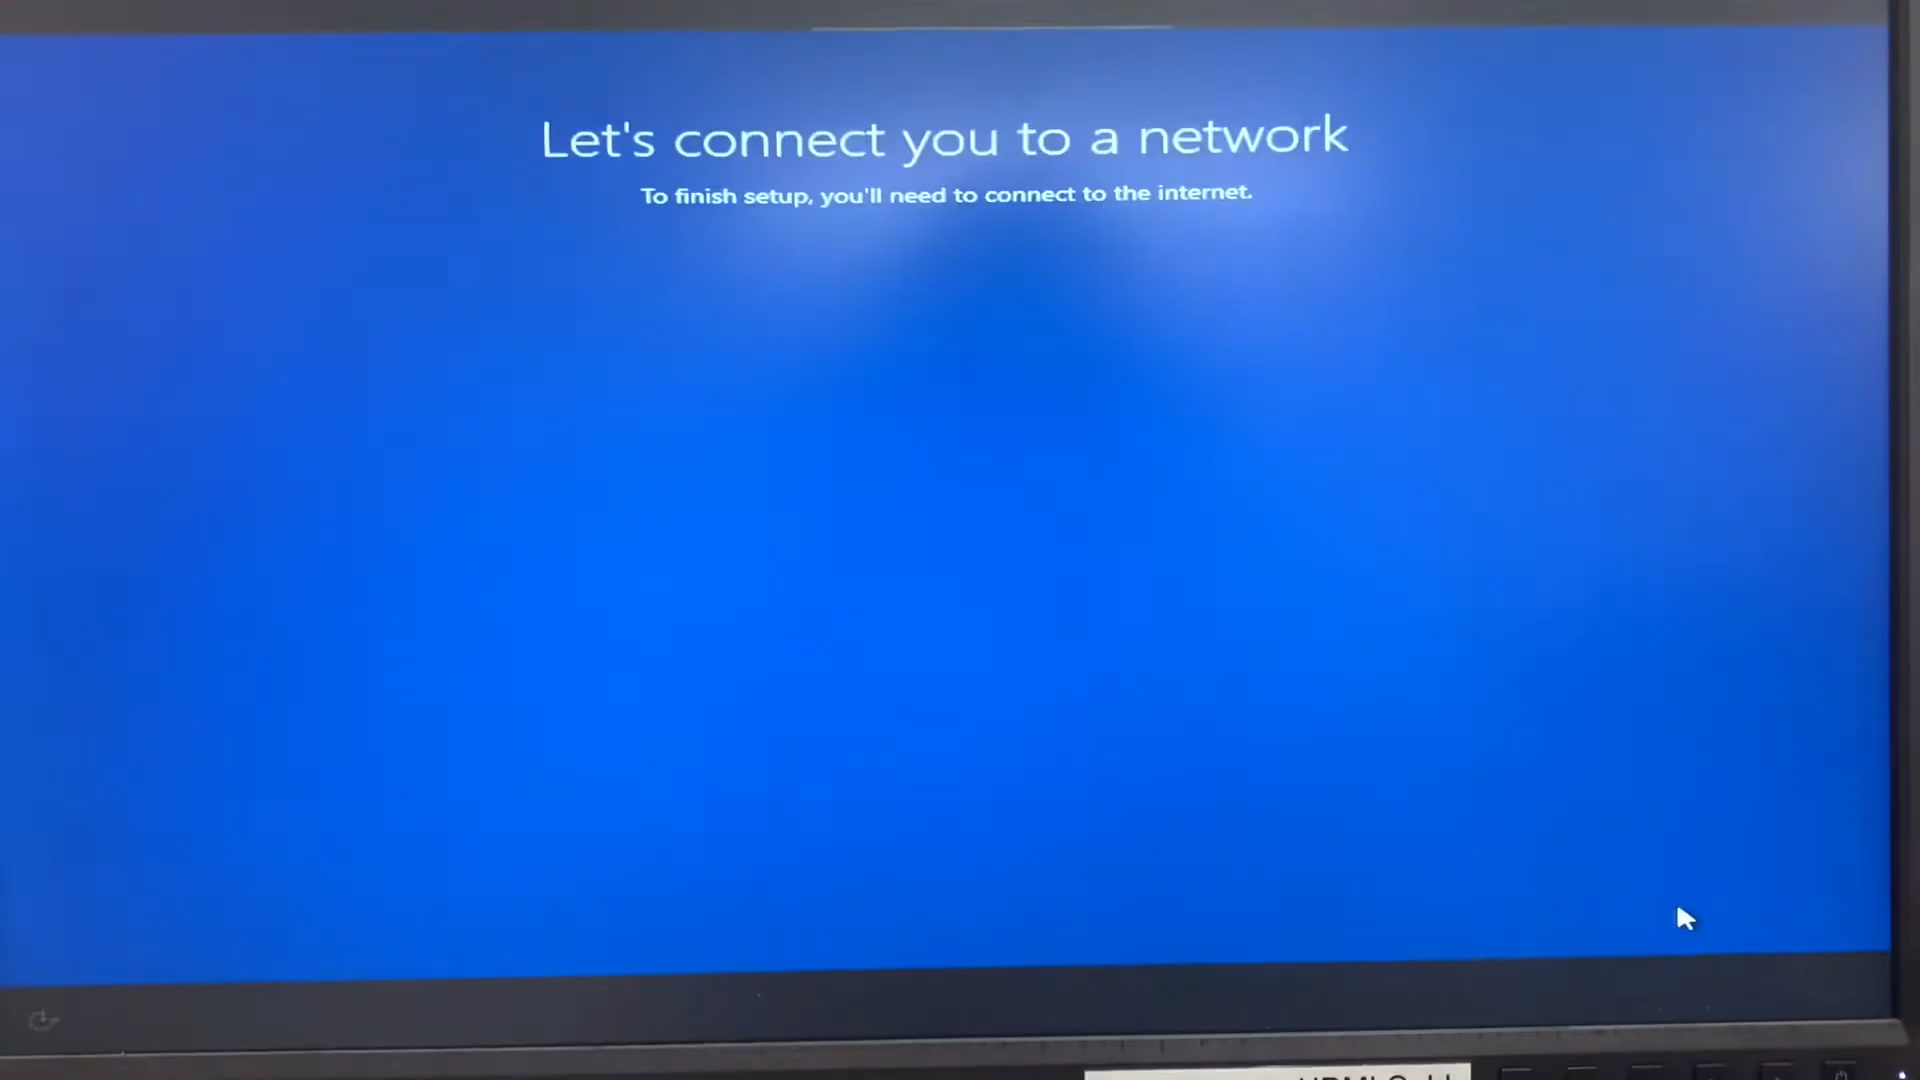 Let's connect you to a network
To finish setup, you'll need to connect to the internet.